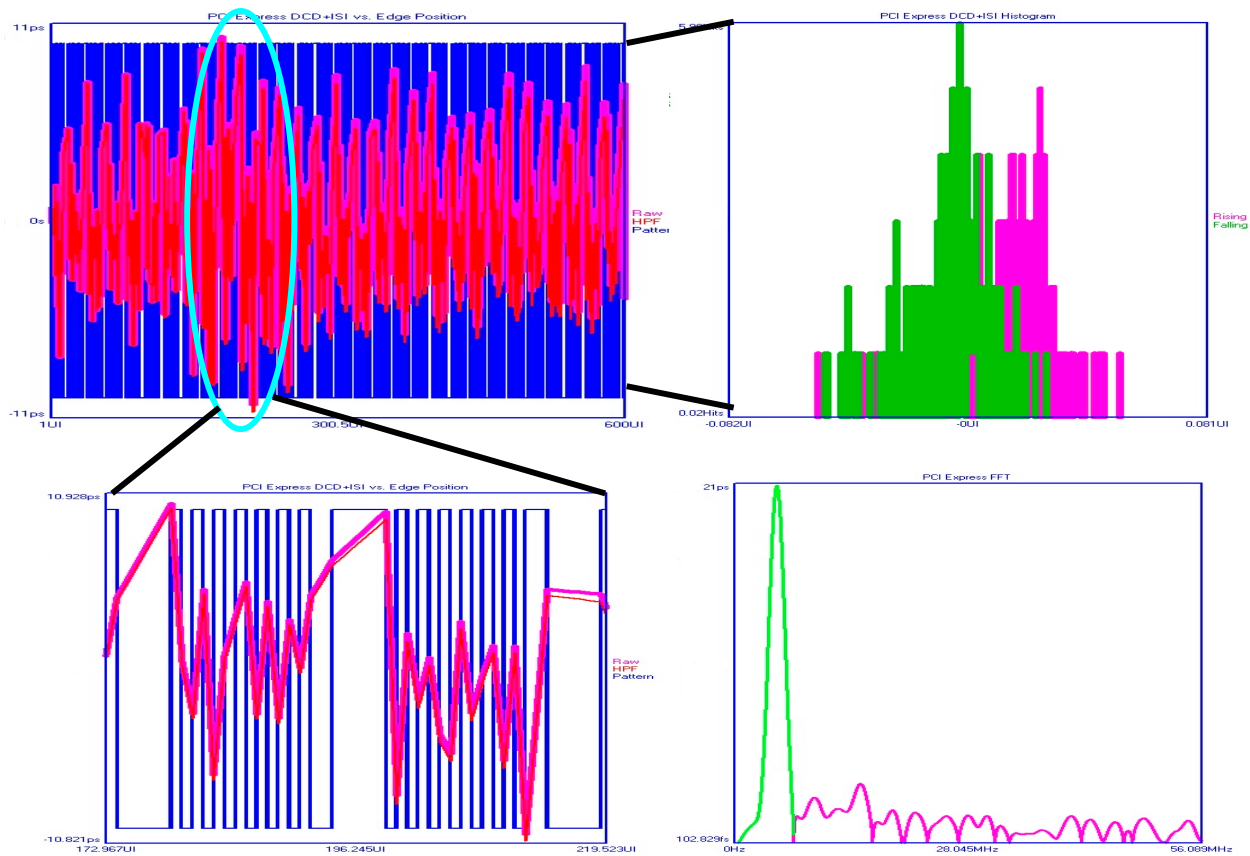 PCI Express DCD+ISI vs. Edge Position
11ps
0s
-11ps
1UI
300.5UI
600UI
Raw
HPF
Patter
PCI Express DCD+ISI Histogram
0.02Hits
-0.082UI
-0UI
0.081UI
Rising
Falling
PCI Express DCD+ISI vs. Edge Position
10.928ps
-10.821ps
172.967UI
196.245UI
219.523UI
Raw
HPF
Pattern
PCI Express FFT
21ps
102.829fs
0Hz
28.045MHz
56.089MHz